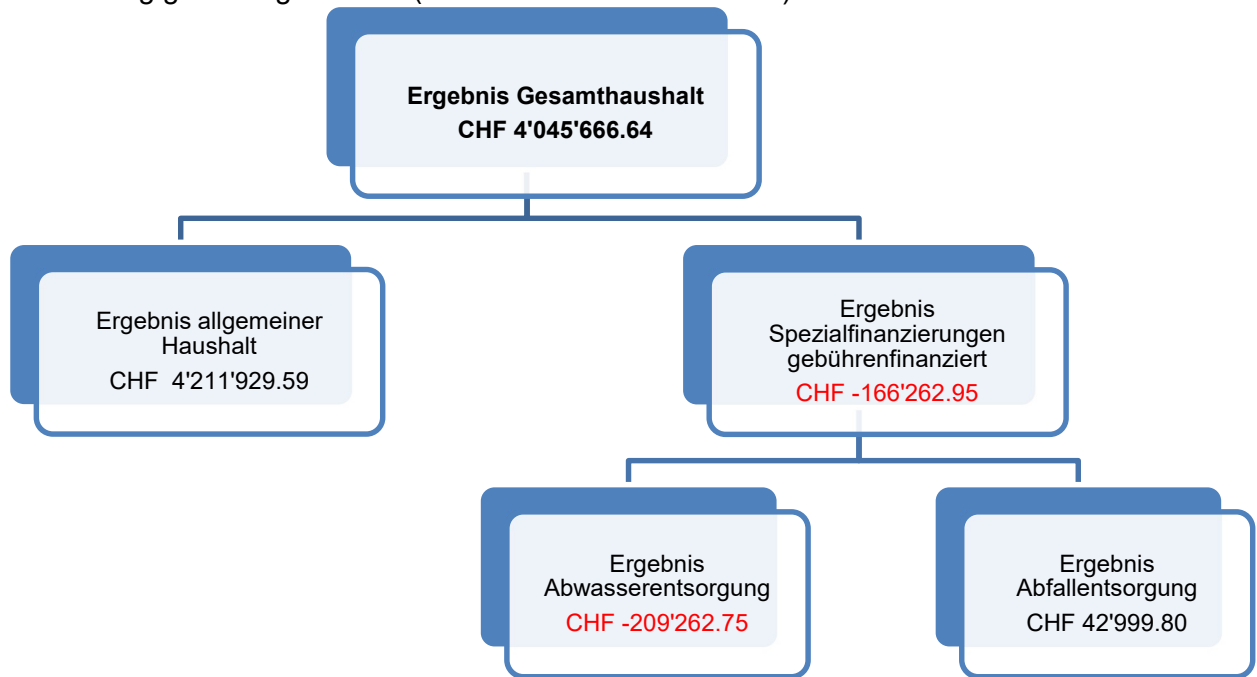 Ergebnis Gesamthaushalt
CHF 4'045'666.64
Ergebnis allgemeiner
Haushalt
CHF 4'211'929.59
Ergebnis
Spezialfinanzierungen
gebührenfinanziert
CHF -166'262.95
Ergebnis
Abwasserentsorgung
CHF -209'262.75
Ergebnis
Abfallentsorgung
CHF 42'999.80